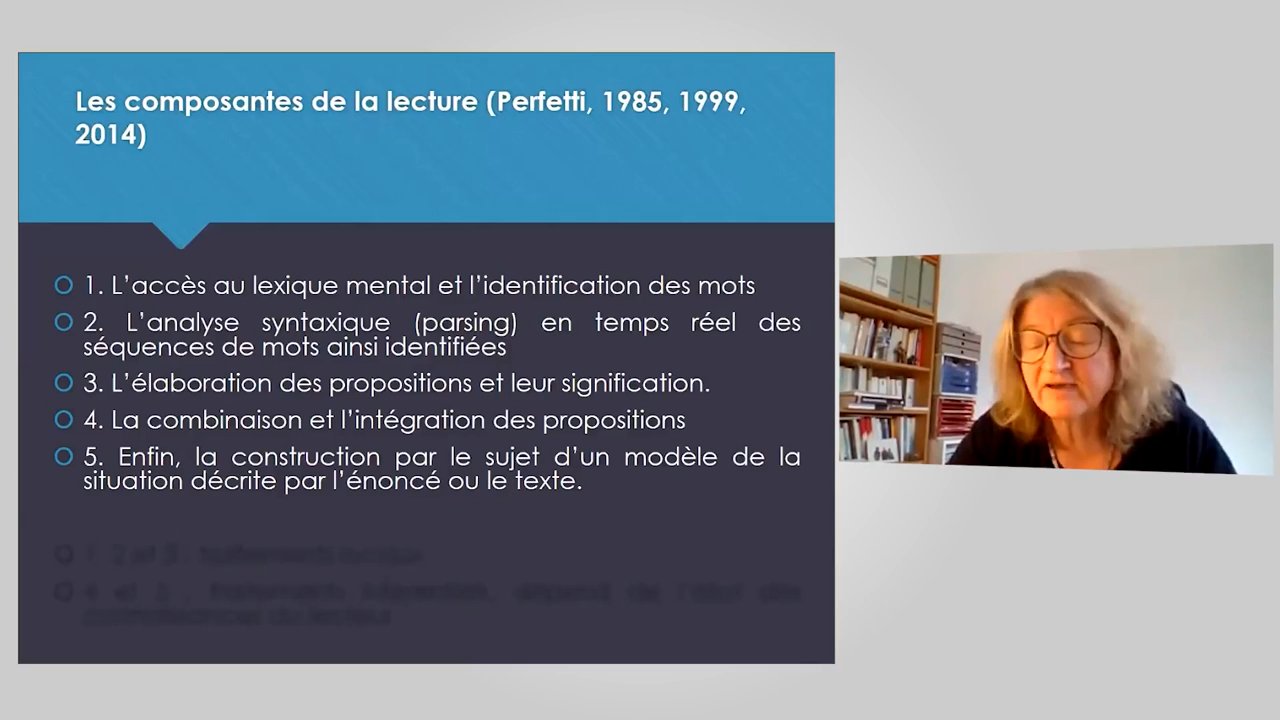 Les composantes de la lecture (Perfetti, 1985, 1999,
2014)
1. L’accès au lexique mental et l’identification des mots
2. L’analyse syntaxique (parsing) en temps réel des
séquences de mots ainsi identifiées
3. L’élaboration des propositions et leur signification.
4. La combinaison et l’intégration des propositions
5. Enfin, la construction par le sujet d’un modèle de la
situation décrite par l’énoncé ou le texte.